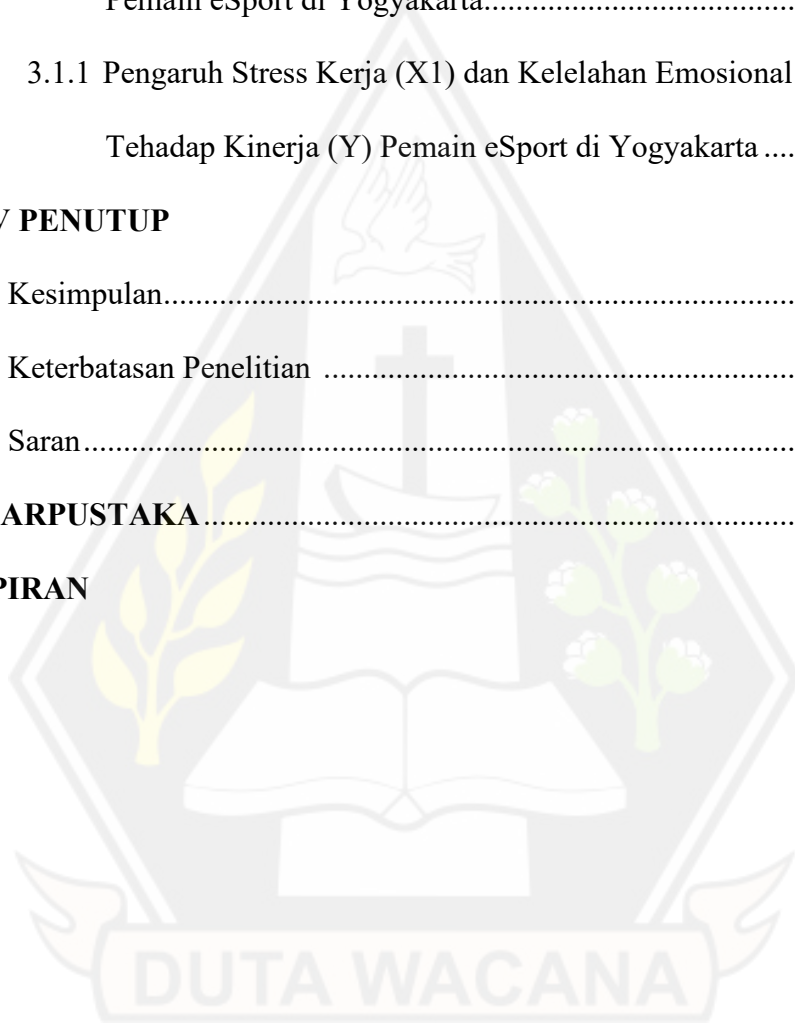 Pemain eSport di Yogyakarta.......................................
3.1.1 Pengaruh Stress Kerja (X1) dan Kelelahan Emosional
Tehadap Kinerja (Y) Pemain eSport di Yogyakarta ....
PENUTUP
Kesimpulan...............................................................................
Keterbatasan Penelitian ...........................................................
Saran.........................................................................................
ARPUSTAKA..........................................................................
PIRAN
DUTA WACANA